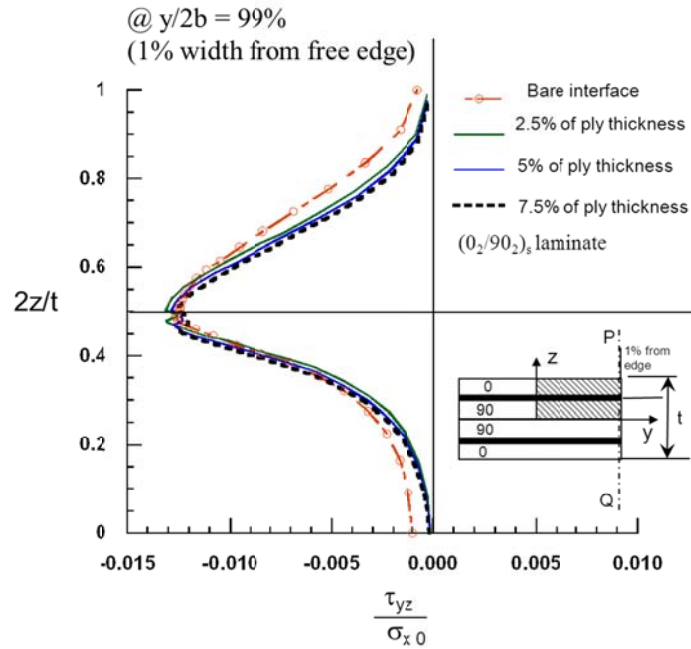 @ y/2b = 99%
(1% width from free edge)
1
0.8
0.6
0.4
0.2
0
2z/t
-0.015 -0.010 -0.005 0.000 0.005 0.010
τyz
σx 0
Bare interface
2.5% of ply thickness
5% of ply thickness
7.5% of ply thickness
(0₂/90₂)s laminate
P
1% from
edge
z
0
90
90
0
y
t
Q